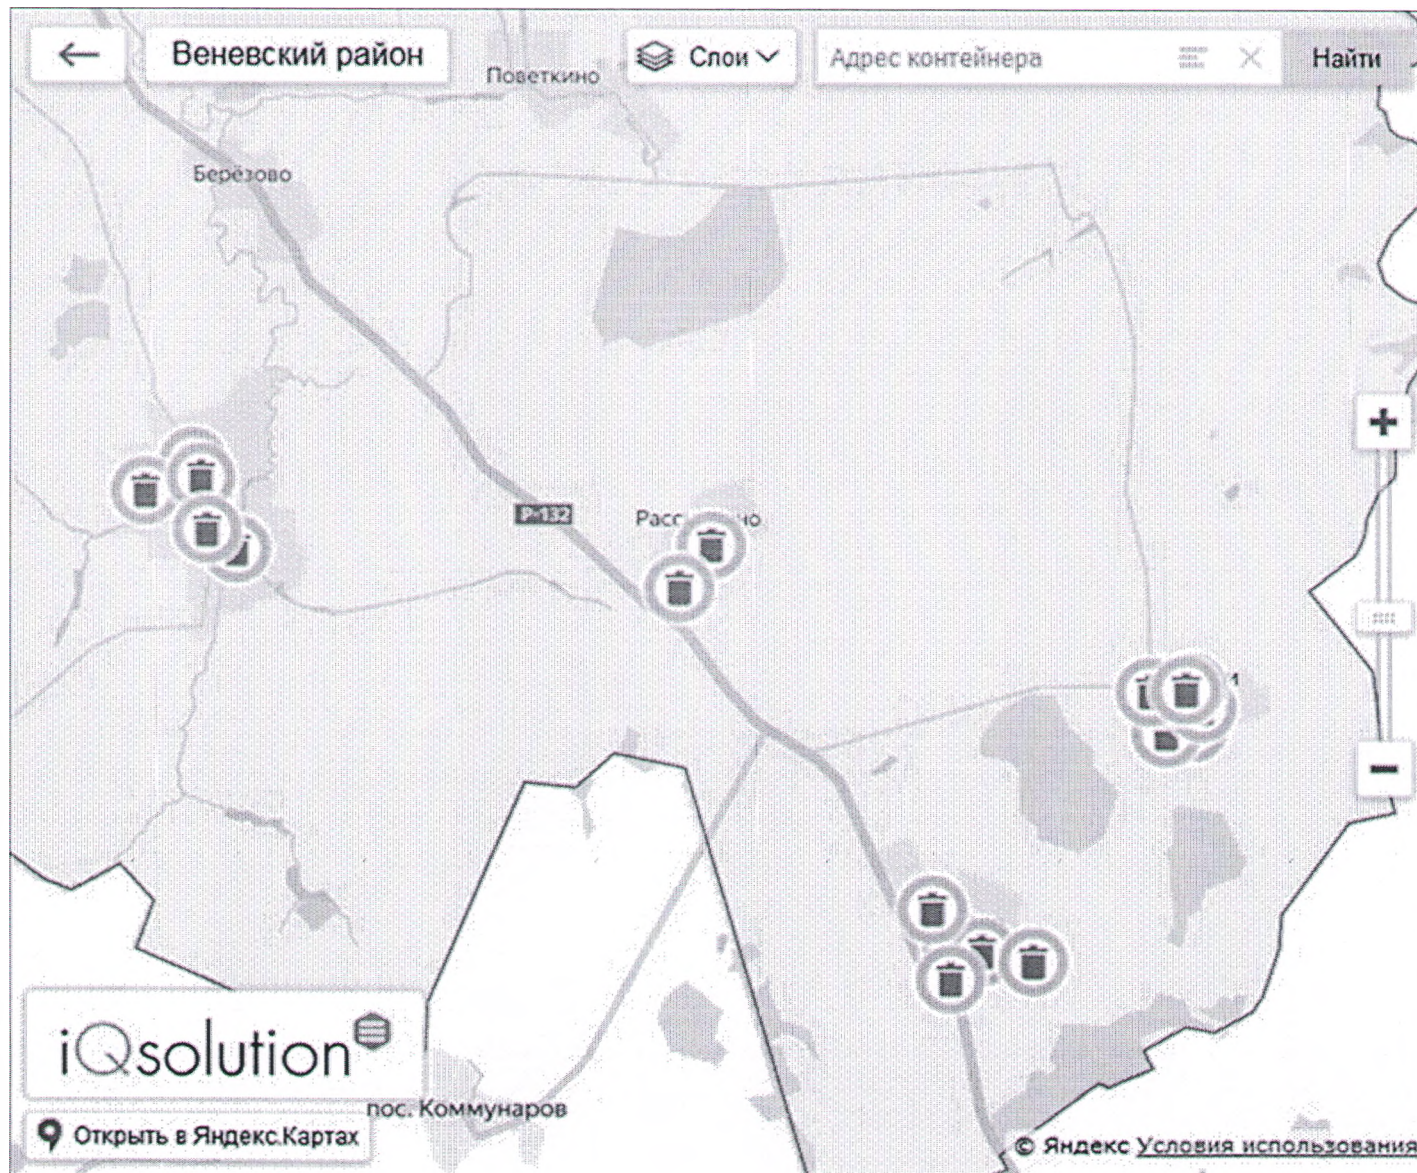 Веневский район
Слои
Адрес контейнера
Найти
Поветкино
Берёзово
Р-132
iQsolution
пос. Коммунаров
Открыть в Яндекс.Картах
© Яндекс Условия использования